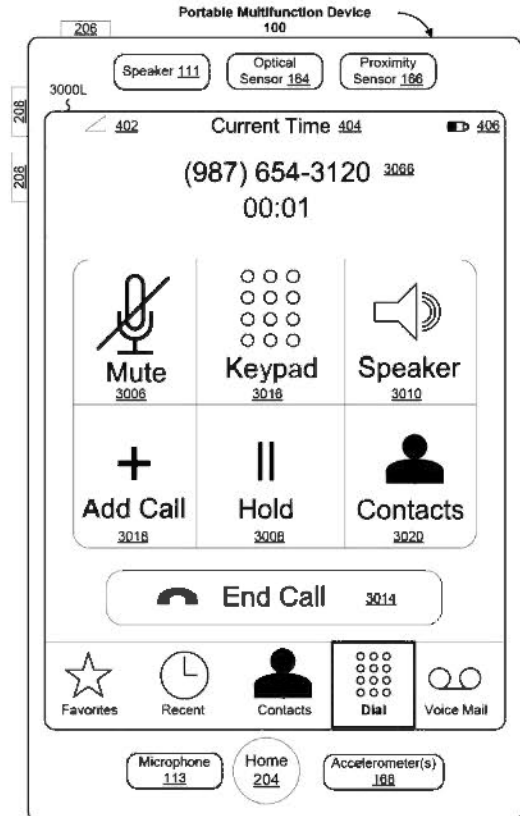 Portable Multifunction Device
100
206
Speaker 111
Optical
Sensor 164
Proximity
Sensor 166
3000L
208
208
402
Current Time 404
406
(987) 654-3120 3066
00:01
Mute
3006
Keypad
3016
Speaker
3010
Add Call
3018
Hold
3008
Contacts
3020
End Call 3014
Favorites
Recent
Contacts
Dial
Voice Mail
Microphone
113
Home
204
Accelerometer(s)
168